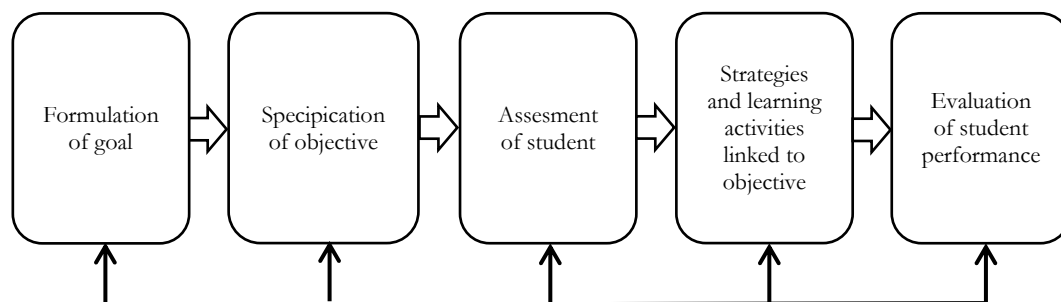 Formulation
of goal
Specipication
of objective
Assesment
of student
Strategies
and learning
activities
linked to
objective
Evaluation
of student
performance